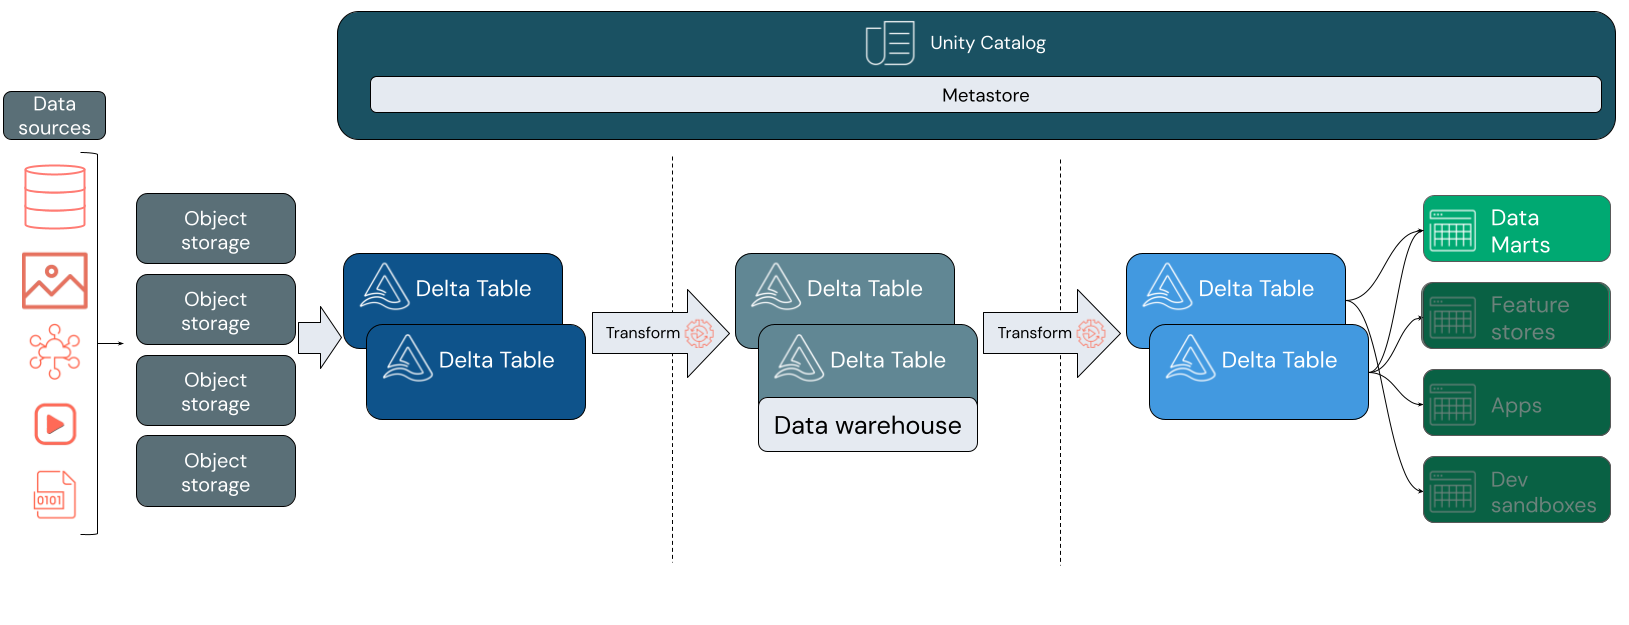 Unity Catalog
Metastore
Data
sources
Object
storage
Object
storage
Object
storage
Object
storage
Delta Table
Delta Table
Transform
Delta Table
Delta Table
Data warehouse
Transform
Delta Table
Delta Table
Data
Marts
Feature
stores
Apps
Dev
sandboxes
0101